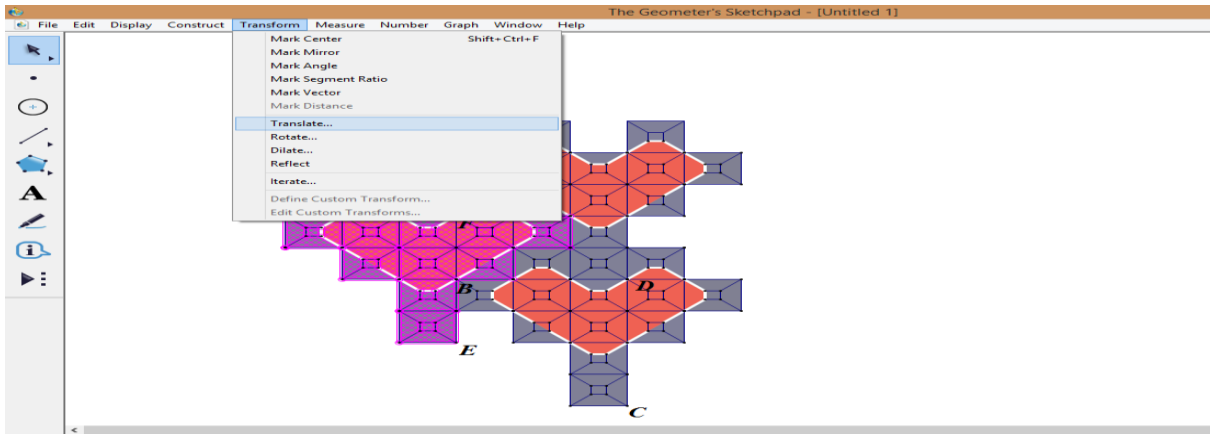 The Geometer's Sketchpad - [Untitled 1]
File Edit Display Construct Transform Measure Number Graph Window Help
Mark Center Shift+Ctrl+F
Mark Mirror
Mark Angle
Mark Segment Ratio
Mark Vector
Mark Distance
Translate...
Rotate...
Dilate...
Reflect
Iterate...
Define Custom Transform...
Edit Custom Transforms...
A
F
B
D
E
C